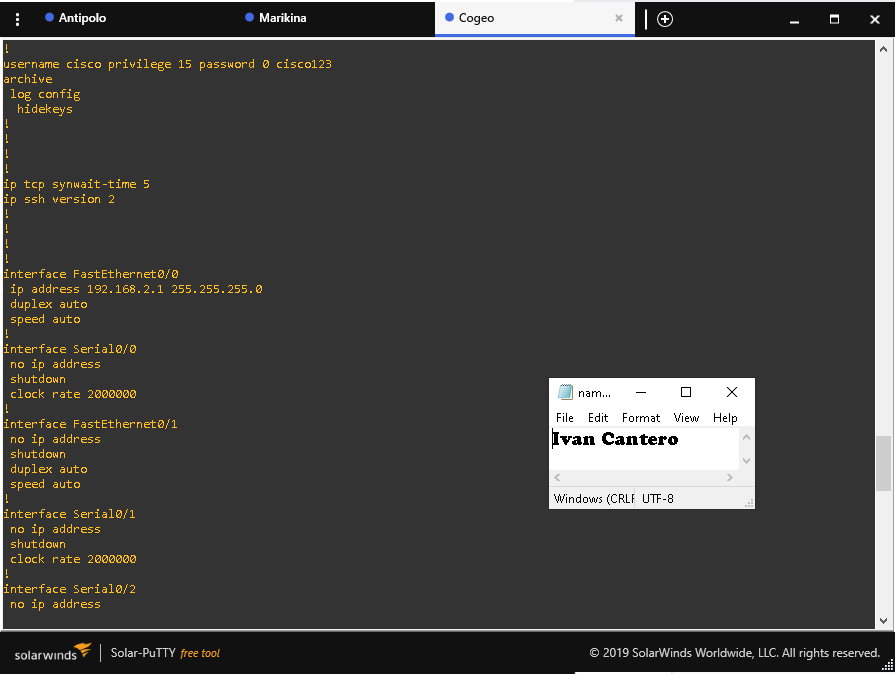 Antipolo
Marikina
Cogeo
!
username cisco privilege 15 password 0 cisco123
archive
 log config
  hidekeys
!
!
!
!
ip tcp synwait-time 5
ip ssh version 2
!
!
!
!
interface FastEthernet0/0
 ip address 192.168.2.1 255.255.255.0
 duplex auto
 speed auto
!
interface Serial0/0
 no ip address
 shutdown
 clock rate 2000000
!
interface FastEthernet0/1
 no ip address
 shutdown
 duplex auto
 speed auto
!
interface Serial0/1
 no ip address
 shutdown
 clock rate 2000000
!
interface Serial0/2
 no ip address
nam...
File Edit Format View Help
Ivan Cantero
Windows (CRLF UTF-8
solarwinds Solar-PuTTY free tool
© 2019 SolarWinds Worldwide, LLC. All rights reserved.